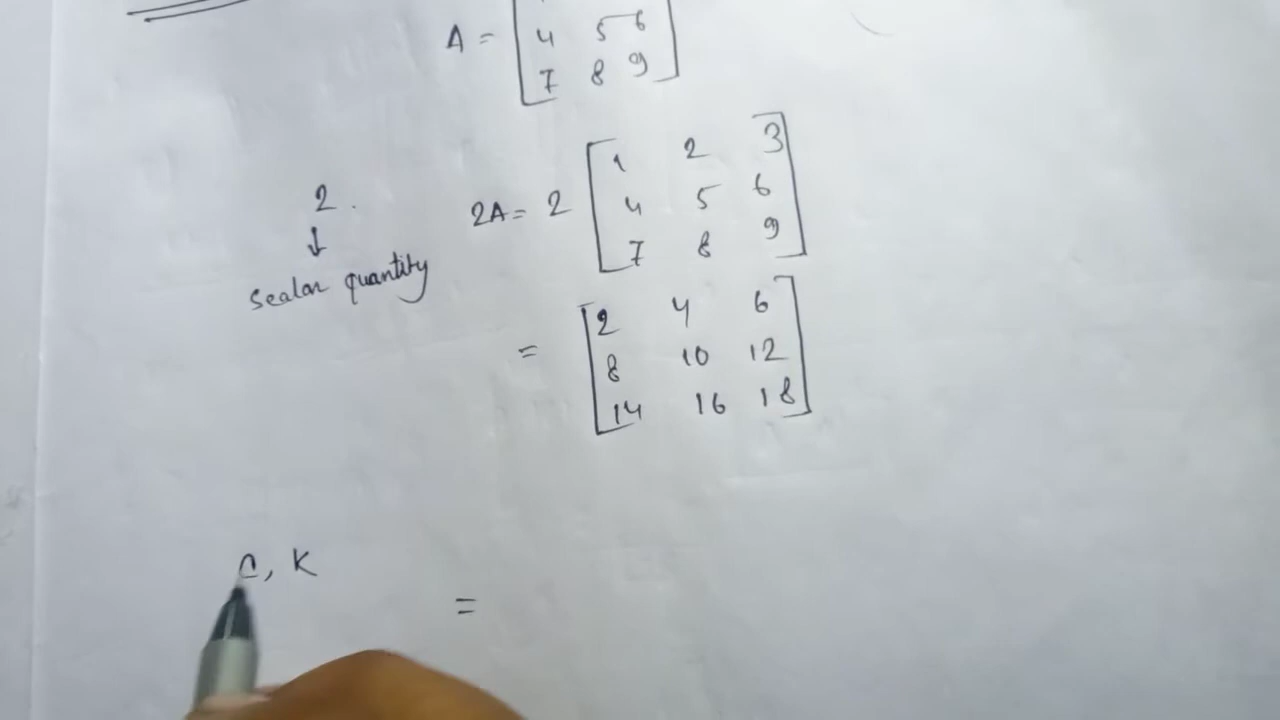 A = 4 5 6
7 8 9
1 2 3
2A = 2 4 5 6
7 8 9
2.
↓
Scalar quantity
2 4 6
= 8 10 12
14 16 18
C, K
=